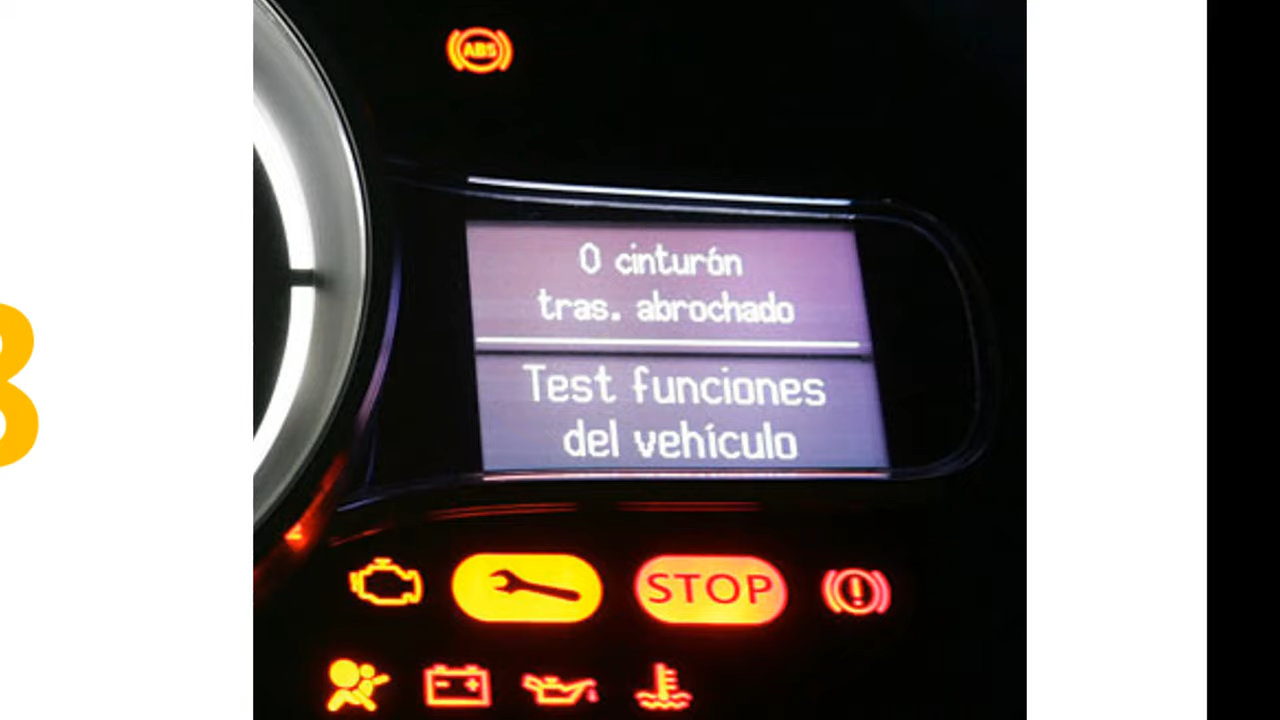 ABS
0 cinturón
tras. abrochado
Test funciones
del vehículo
STOP